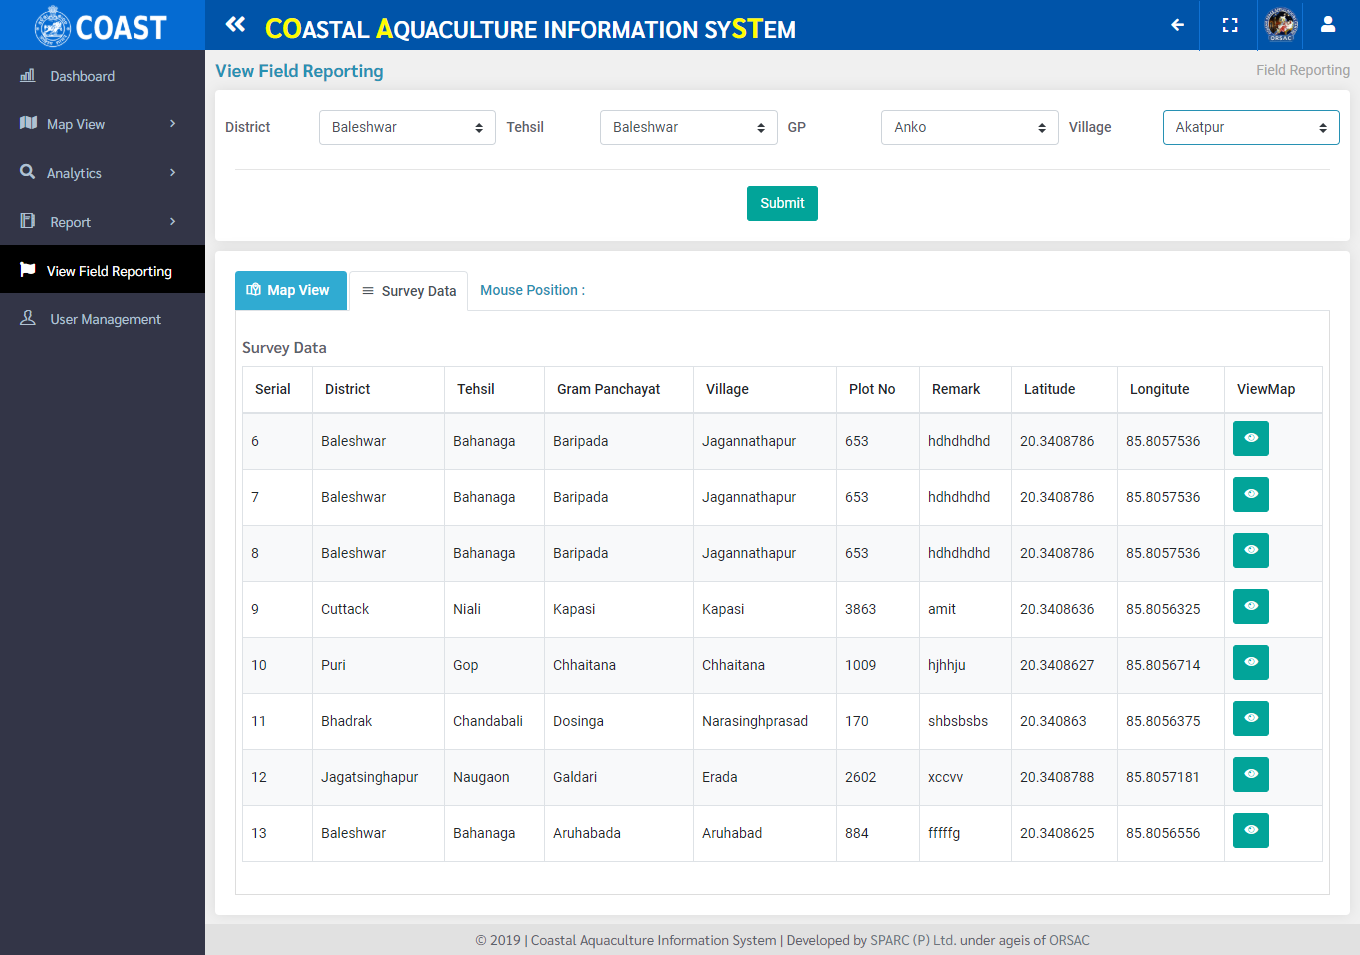 COAST
COASTAL AQUACULTURE INFORMATION SYSTEM
ORSAC
Dashboard
Map View
Analytics
Report
View Field Reporting
User Management
View Field Reporting
Field Reporting
District Baleshwar Tehsil Baleshwar GP Anko Village Akatpur
Submit
Map View Survey Data Mouse Position :
Survey Data
Serial District Tehsil Gram Panchayat Village Plot No Remark Latitude Longitute ViewMap
6 Baleshwar Bahanaga Baripada Jagannathapur 653 hdhdhdhd 20.3408786 85.8057536
7 Baleshwar Bahanaga Baripada Jagannathapur 653 hdhdhdhd 20.3408786 85.8057536
8 Baleshwar Bahanaga Baripada Jagannathapur 653 hdhdhdhd 20.3408786 85.8057536
9 Cuttack Niali Kapasi Kapasi 3863 amit 20.3408636 85.8056325
10 Puri Gop Chhaitana Chhaitana 1009 hjhhju 20.3408627 85.8056714
11 Bhadrak Chandabali Dosinga Narasinghprasad 170 shbsbsbs 20.340863 85.8056375
12 Jagatsinghapur Naugaon Galdari Erada 2602 xccvv 20.3408788 85.8057181
13 Baleshwar Bahanaga Aruhabada Aruhabad 884 fffffg 20.3408625 85.8056556
© 2019 | Coastal Aquaculture Information System | Developed by SPARC (P) Ltd. under ageis of ORSAC